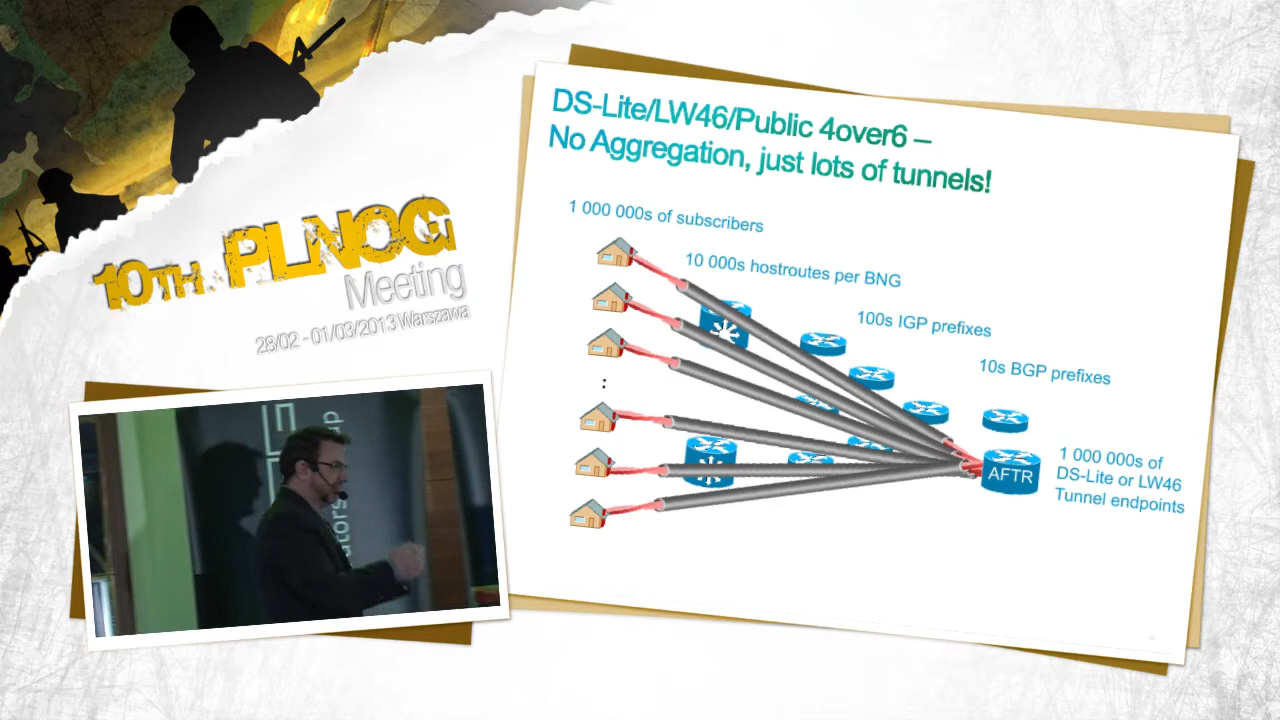 10TH PLNOG
Meeting
28/02 - 01/03/2013 Warszawa
DS-Lite/LW46/Public 4over6 –
No Aggregation, just lots of tunnels!
1 000 000s of subscribers
10 000s hostroutes per BNG
100s IGP prefixes
10s BGP prefixes
:
AFTR
1 000 000s of
DS-Lite or LW46
Tunnel endpoints